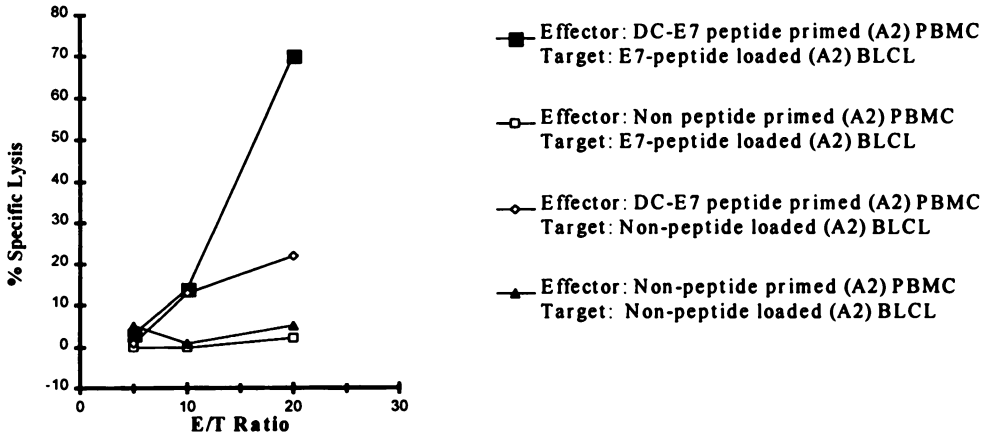 80
70
60
50
40
30
20
10
0
-10
% Specific Lysis
0
10
20
30
E/T Ratio
Effector: DC-E7 peptide primed (A2) PBMC
Target: E7-peptide loaded (A2) BLCL
Effector: Non peptide primed (A2) PBMC
Target: E7-peptide loaded (A2) BLCL
Effector: DC-E7 peptide primed (A2) PBMC
Target: Non-peptide loaded (A2) BLCL
Effector: Non-peptide primed (A2) PBMC
Target: Non-peptide loaded (A2) BLCL